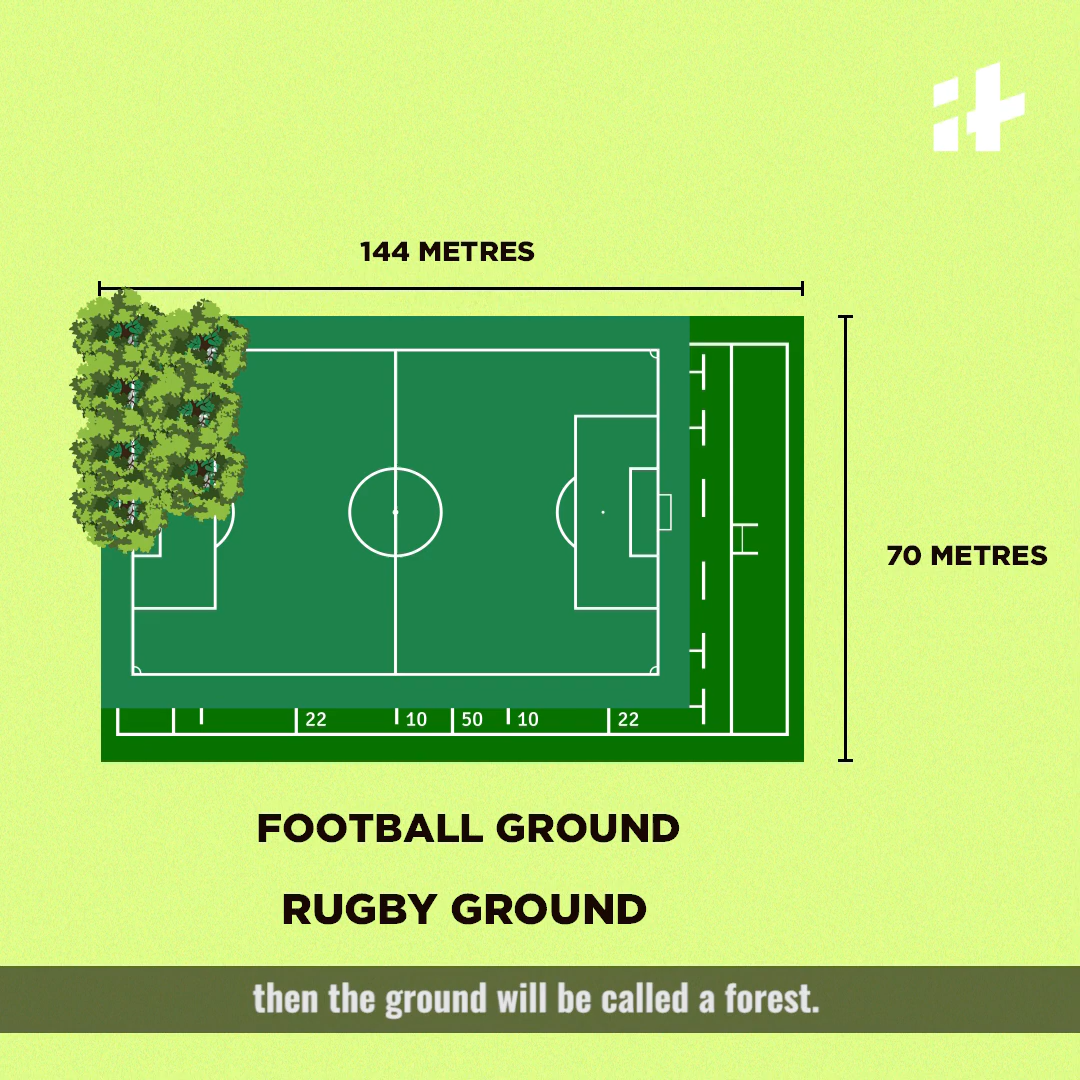 144 METRES
70 METRES
22
10
50
10
22
FOOTBALL GROUND
RUGBY GROUND
then the ground will be called a forest.